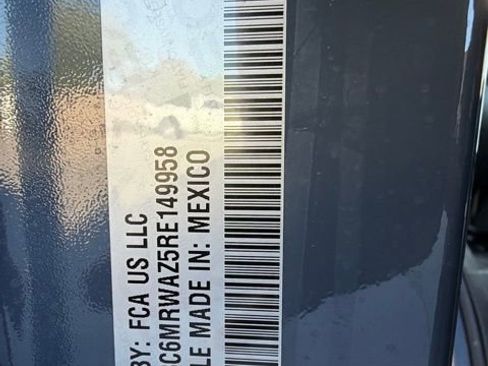 BY: FCA US LLC
C6MRWAZ5RE149958
LE MADE IN: MEXICO